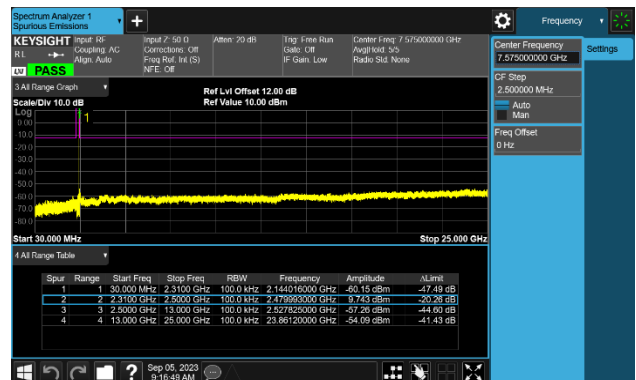 Spectrum Analyzer 1
Spurious Emissions
+
Frequency
KEYSIGHT Input: RF Input Z: 50 Ω Atten: 20 dB Trig: Free Run Center Freq: 7.575000000 GHz
RL Coupling: AC Corrections: Off Gate: Off Avg|Hold: 5/5
Align: Auto Freq Ref: Int (S) IF Gain: Low Radio Std: None
LXI PASS NFE: Off
Center Frequency
7.575000000 GHz
Settings
CF Step
2.500000 MHz
Auto
Man
Freq Offset
0 Hz
3 All Range Graph
Ref Lvl Offset 12.00 dB
Scale/Div 10.0 dB Ref Value 10.00 dBm
Log
1
0.00
-10.0
-20.0
-30.0
-40.0
-50.0
-60.0
-70.0
-80.0
Start 30.000 MHz Stop 25.000 GHz
4 All Range Table
Spur Range Start Freq Stop Freq RBW Frequency Amplitude ΔLimit
1 1 30.000 MHz 2.3100 GHz 100.0 kHz 2.144016000 GHz -60.15 dBm -47.49 dB
2 2 2.3100 GHz 2.5000 GHz 100.0 kHz 2.479993000 GHz 9.743 dBm -20.26 dB
3 3 2.5000 GHz 13.000 GHz 100.0 kHz 2.527825000 GHz -57.26 dBm -44.60 dB
4 4 13.000 GHz 25.000 GHz 100.0 kHz 23.86120000 GHz -54.09 dBm -41.43 dB
? Sep 05, 2023
9:16:49 AM